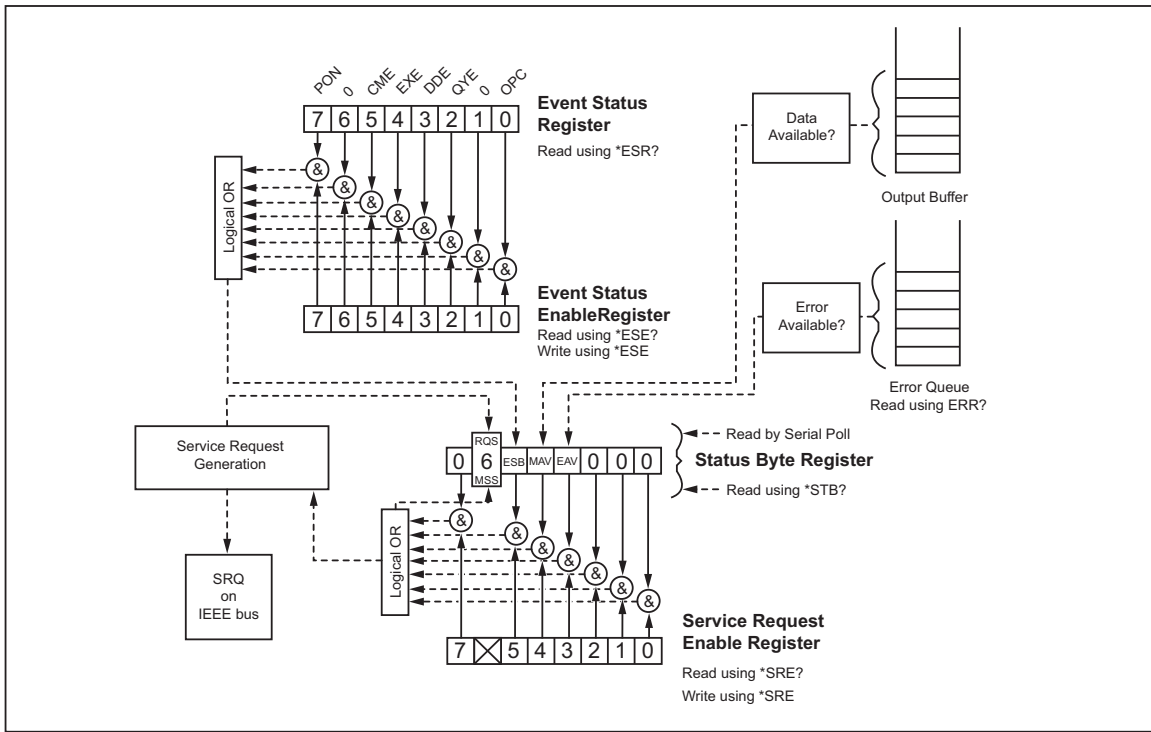 PON 0 CME EXE DDE QYE 0 OPC
7 6 5 4 3 2 1 0
Event Status
Register
Read using *ESR?
Logical OR
& & & & & & & &
Event Status
EnableRegister
7 6 5 4 3 2 1 0
Read using *ESE?
Write using *ESE
Data
Available?
Output Buffer
Error
Available?
Error Queue
Read using ERR?
Service Request
Generation
SRQ
on
IEEE bus
RQS
0 6 ESB MAV EAV 0 0 0
MSS
Read by Serial Poll
Status Byte Register
Read using *STB?
Logical OR
& & & & & & &
7 5 4 3 2 1 0
Service Request
Enable Register
Read using *SRE?
Write using *SRE